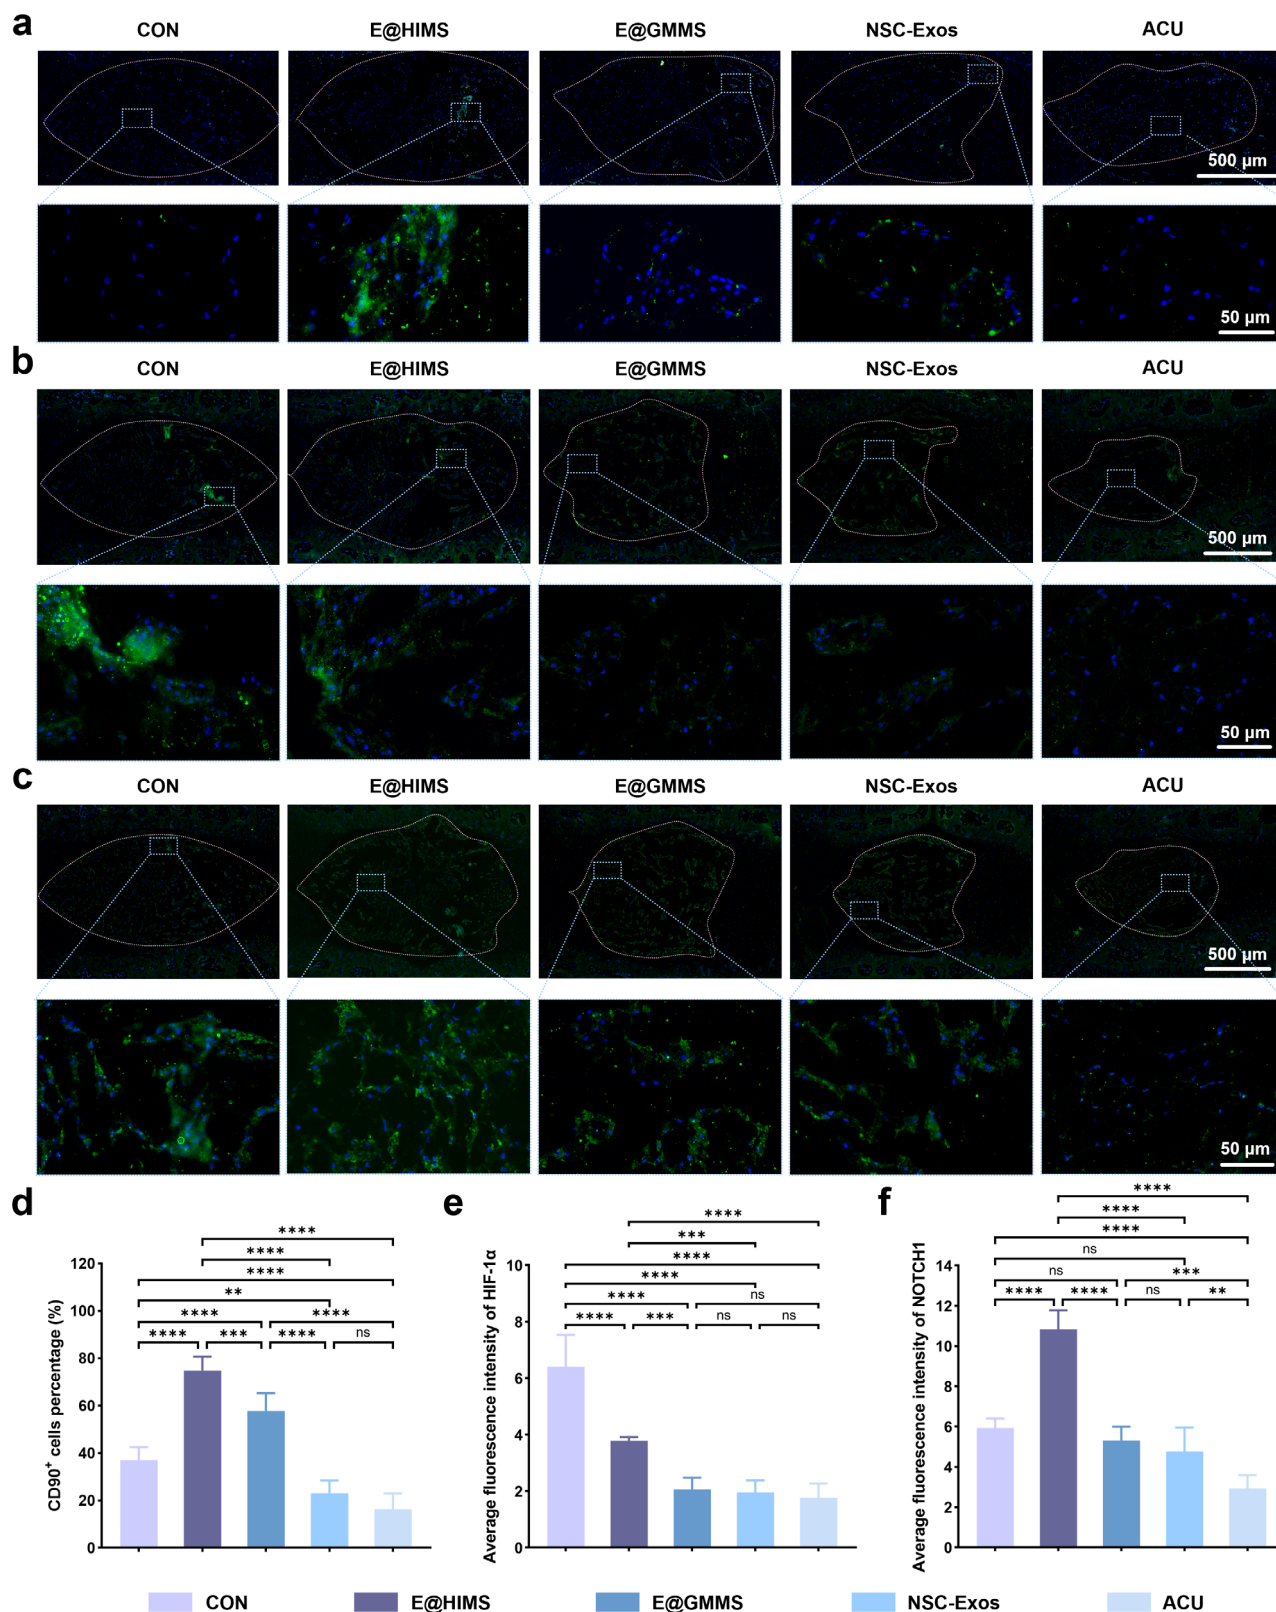 a
CON E@HIMS E@GMMS NSC-Exos ACU
500 µm
50 µm
b
CON E@HIMS E@GMMS NSC-Exos ACU
500 µm
50 µm
c
CON E@HIMS E@GMMS NSC-Exos ACU
500 µm
50 µm
d
CD90+ cells percentage (%)
120
100
80
60
40
20
0
****
****
****
**
**** ****
**** *** **** ns
e
Average fluorescence intensity of HIF-1α
10
8
6
4
2
0
****
***
****
****
**** ns
**** *** ns ns
f
Average fluorescence intensity of NOTCH1
14
12
10
8
6
4
2
0
****
****
****
ns
ns ***
**** **** ns **
CON E@HIMS E@GMMS NSC-Exos ACU